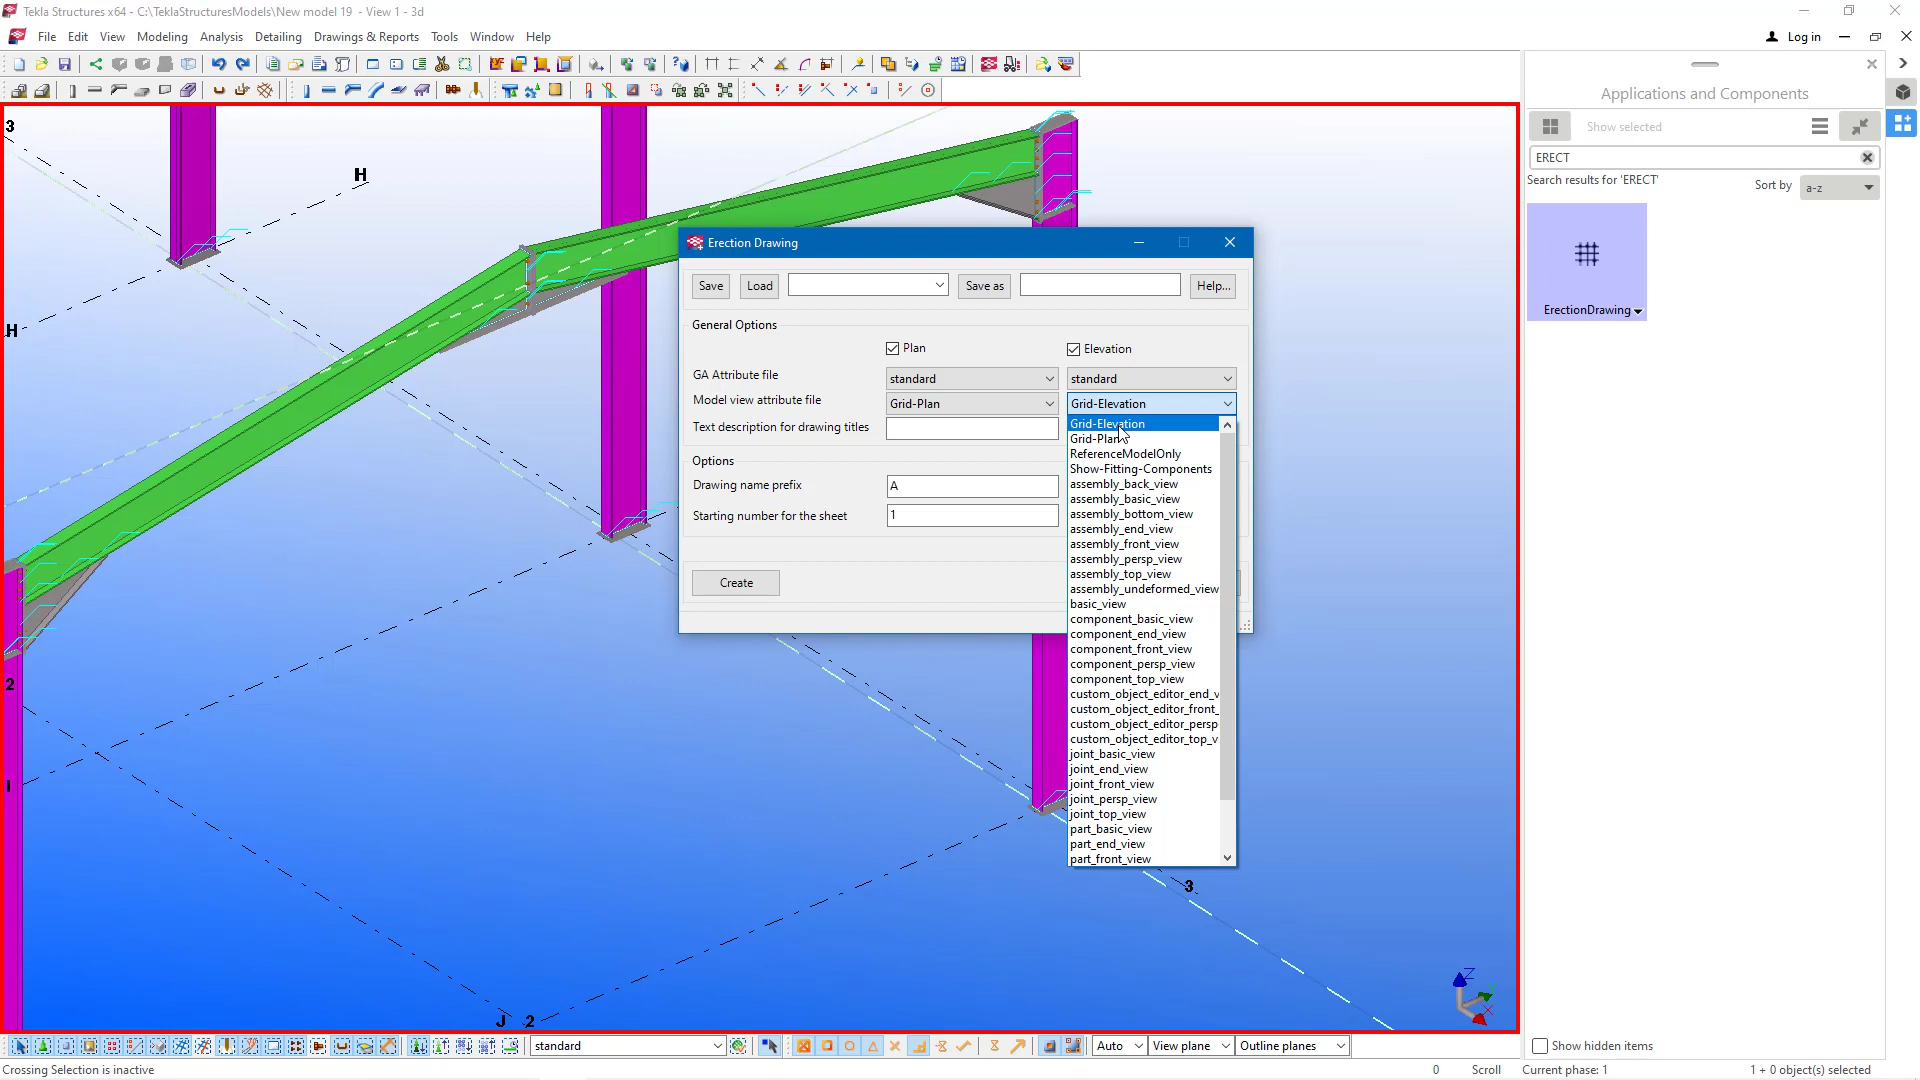 Tekla Structures x64 - C:\TeklaStructuresModels\New model 19 - View 1 - 3d
File Edit View Modeling Analysis Detailing Drawings & Reports Tools Window Help
Log in
Applications and Components
Show selected
ERECT
Search results for 'ERECT'
Sort by
a-z
ErectionDrawing
3
H
H
I
2
J
2
3
Z
Y
X
Erection Drawing
Save
Load
Save as
Help...
General Options
Plan
Elevation
GA Attribute file
standard
standard
Model view attribute file
Grid-Plan
Grid-Elevation
Text description for drawing titles
Options
Drawing name prefix
A
Starting number for the sheet
1
Create
Grid-Elevation
Grid-Plan
ReferenceModelOnly
Show-Fitting-Components
assembly_back_view
assembly_basic_view
assembly_bottom_view
assembly_end_view
assembly_front_view
assembly_persp_view
assembly_top_view
assembly_undeformed_view
basic_view
component_basic_view
component_end_view
component_front_view
component_persp_view
component_top_view
custom_object_editor_end_v
custom_object_editor_front_
custom_object_editor_persp
custom_object_editor_top_v
joint_basic_view
joint_end_view
joint_front_view
joint_persp_view
joint_top_view
part_basic_view
part_end_view
part_front_view
standard
Auto
View plane
Outline planes
Show hidden items
Crossing Selection is inactive
0
Scroll
Current phase: 1
1 + 0 object(s) selected